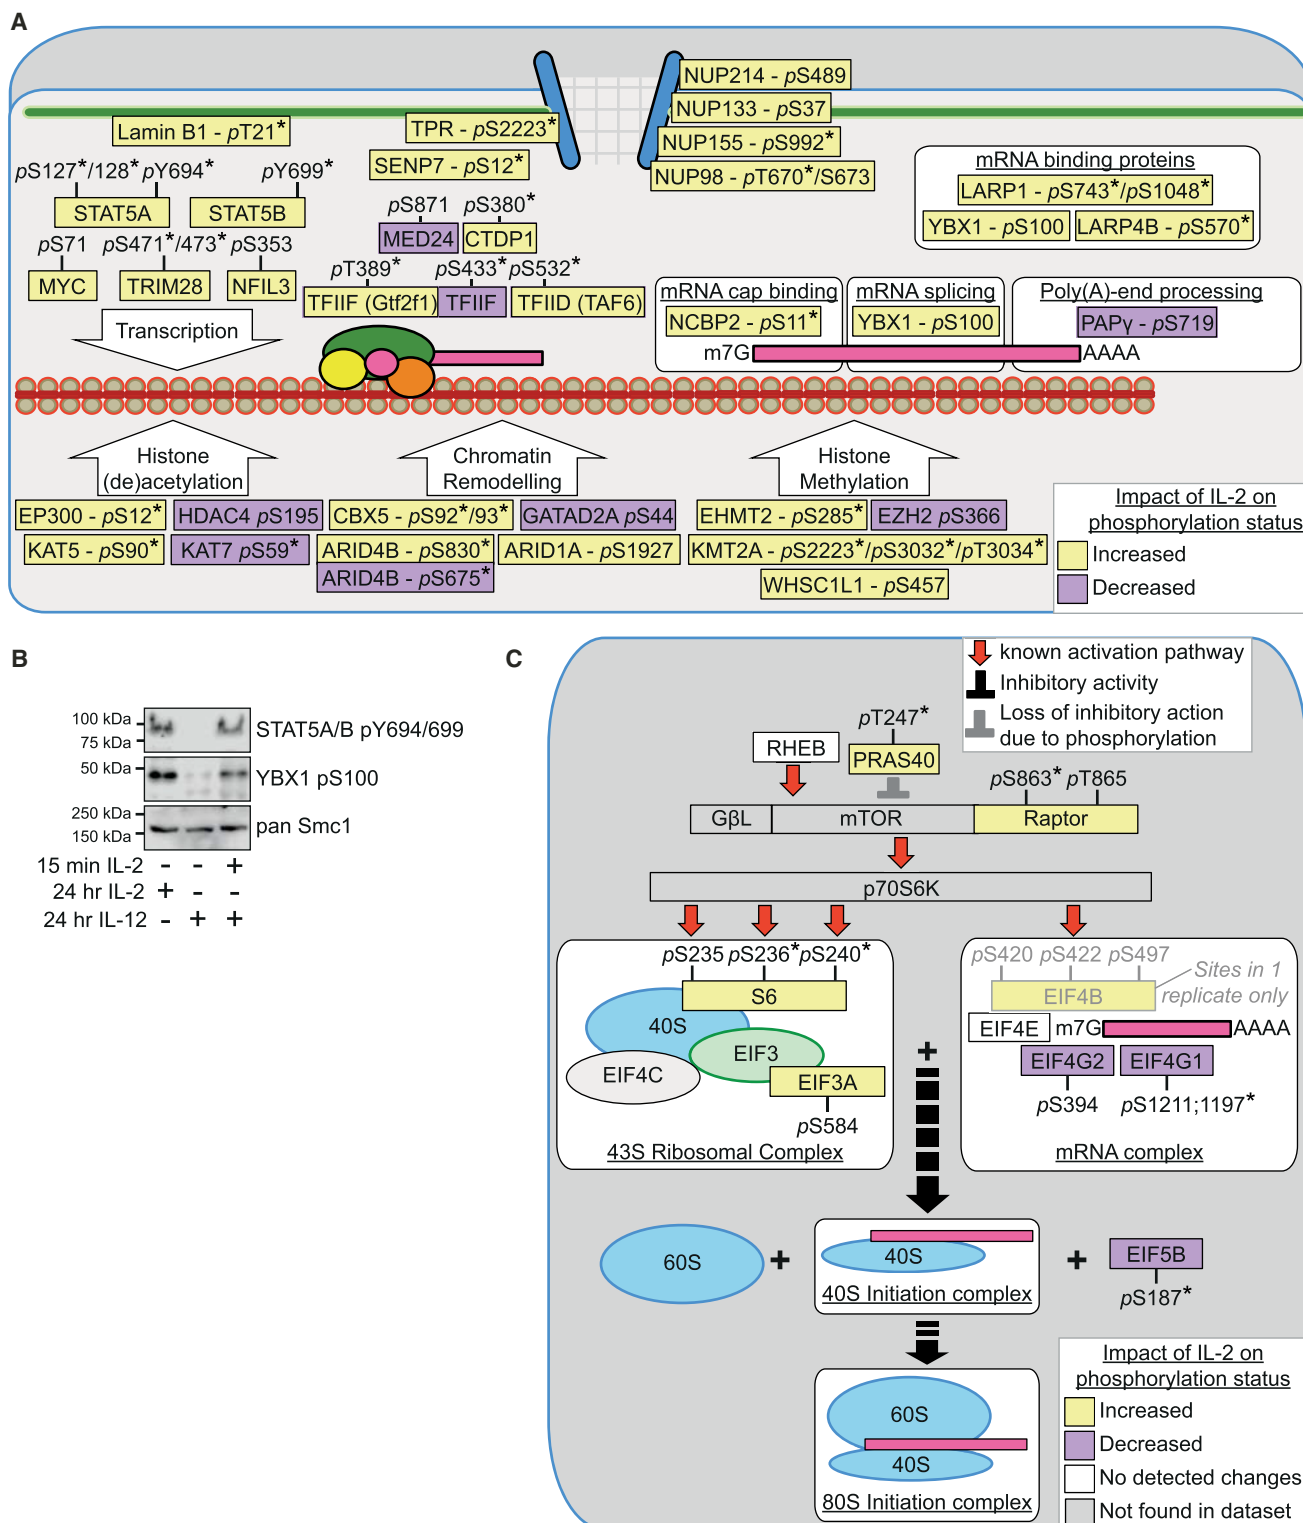 A
NUP214 - pS489
NUP133 - pS37
NUP155 - pS992*
NUP98 - pT670*/S673
Lamin B1 - pT21*
TPR - pS2223*
SENP7 - pS12*
pS127*/128* pY694* pY699*
STAT5A STAT5B
pS71 pS471*/473* pS353
MYC TRIM28 NFIL3
pS871 pS380*
MED24 CTDP1
pT389* pS433* pS532*
TFIIF (Gtf2f1) TFIIF TFIID (TAF6)
Transcription
mRNA binding proteins
LARP1 - pS743*/pS1048*
YBX1 - pS100 LARP4B - pS570*
mRNA cap binding mRNA splicing Poly(A)-end processing
NCBP2 - pS11* YBX1 - pS100 PAPγ - pS719
m7G AAAA
Histone
(de)acetylation
Chromatin
Remodelling
Histone
Methylation
EP300 - pS12* HDAC4 pS195
KAT5 - pS90* KAT7 pS59*
CBX5 - pS92*/93* GATAD2A pS44
ARID4B - pS830* ARID1A - pS1927
ARID4B - pS675*
EHMT2 - pS285* EZH2 pS366
KMT2A - pS2223*/pS3032*/pT3034*
WHSC1L1 - pS457
Impact of IL-2 on
phosphorylation status
Increased
Decreased
B
100 kDa
75 kDa
STAT5A/B pY694/699
50 kDa
YBX1 pS100
250 kDa
150 kDa
pan Smc1
15 min IL-2 - - +
24 hr IL-2 + - -
24 hr IL-12 - + +
C
known activation pathway
Inhibitory activity
Loss of inhibitory action
due to phosphorylation
pT247*
RHEB
PRAS40
pS863* pT865
GβL mTOR Raptor
p70S6K
pS235 pS236* pS240*
S6
40S
EIF3
EIF4C
EIF3A
pS584
43S Ribosomal Complex
pS420 pS422 pS497
EIF4B
Sites in 1
replicate only
EIF4E m7G AAAA
EIF4G2 EIF4G1
pS394 pS1211;1197*
mRNA complex
+
60S + 40S + EIF5B
40S Initiation complex
pS187*
60S
40S
80S Initiation complex
Impact of IL-2 on
phosphorylation status
Increased
Decreased
No detected changes
Not found in dataset